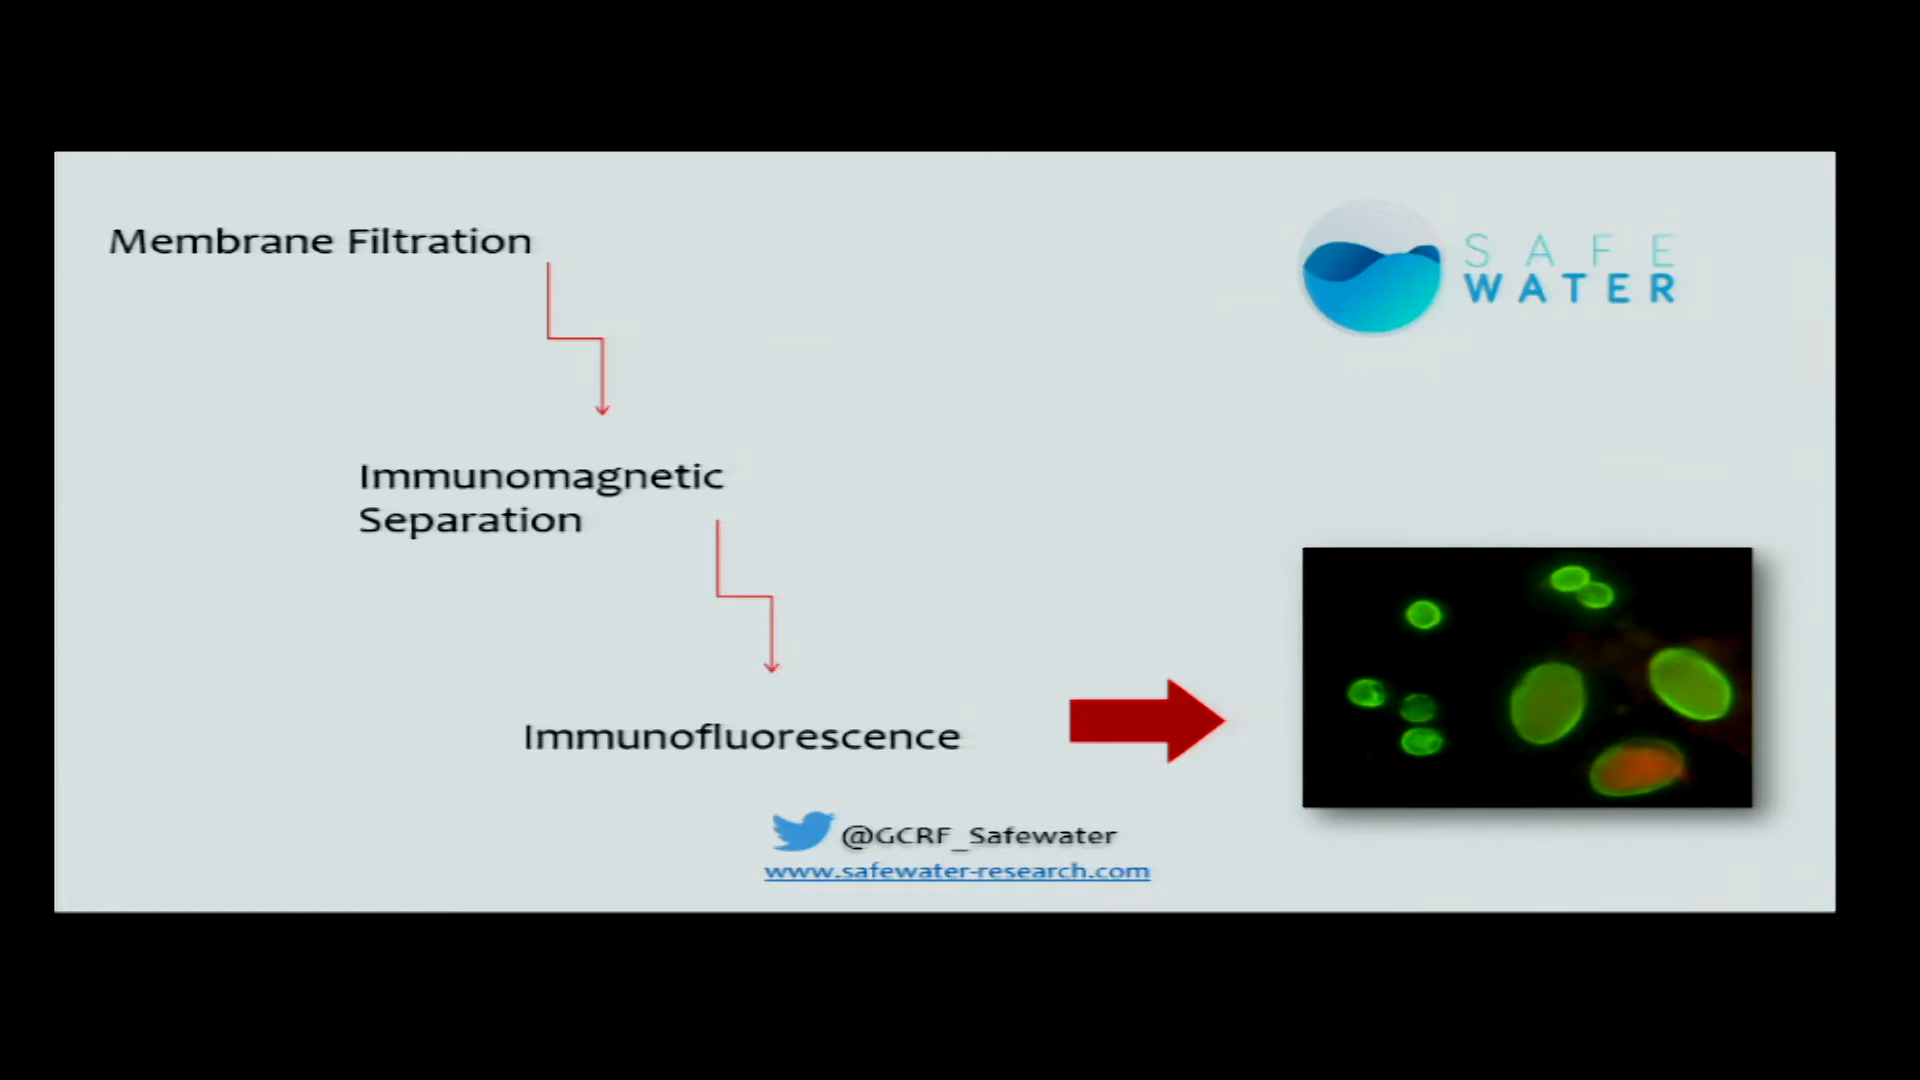 Membrane Filtration
SAFE
WATER
Immunomagnetic
Separation
Immunofluorescence
@GCRF_Safewater
www.safewater-research.com